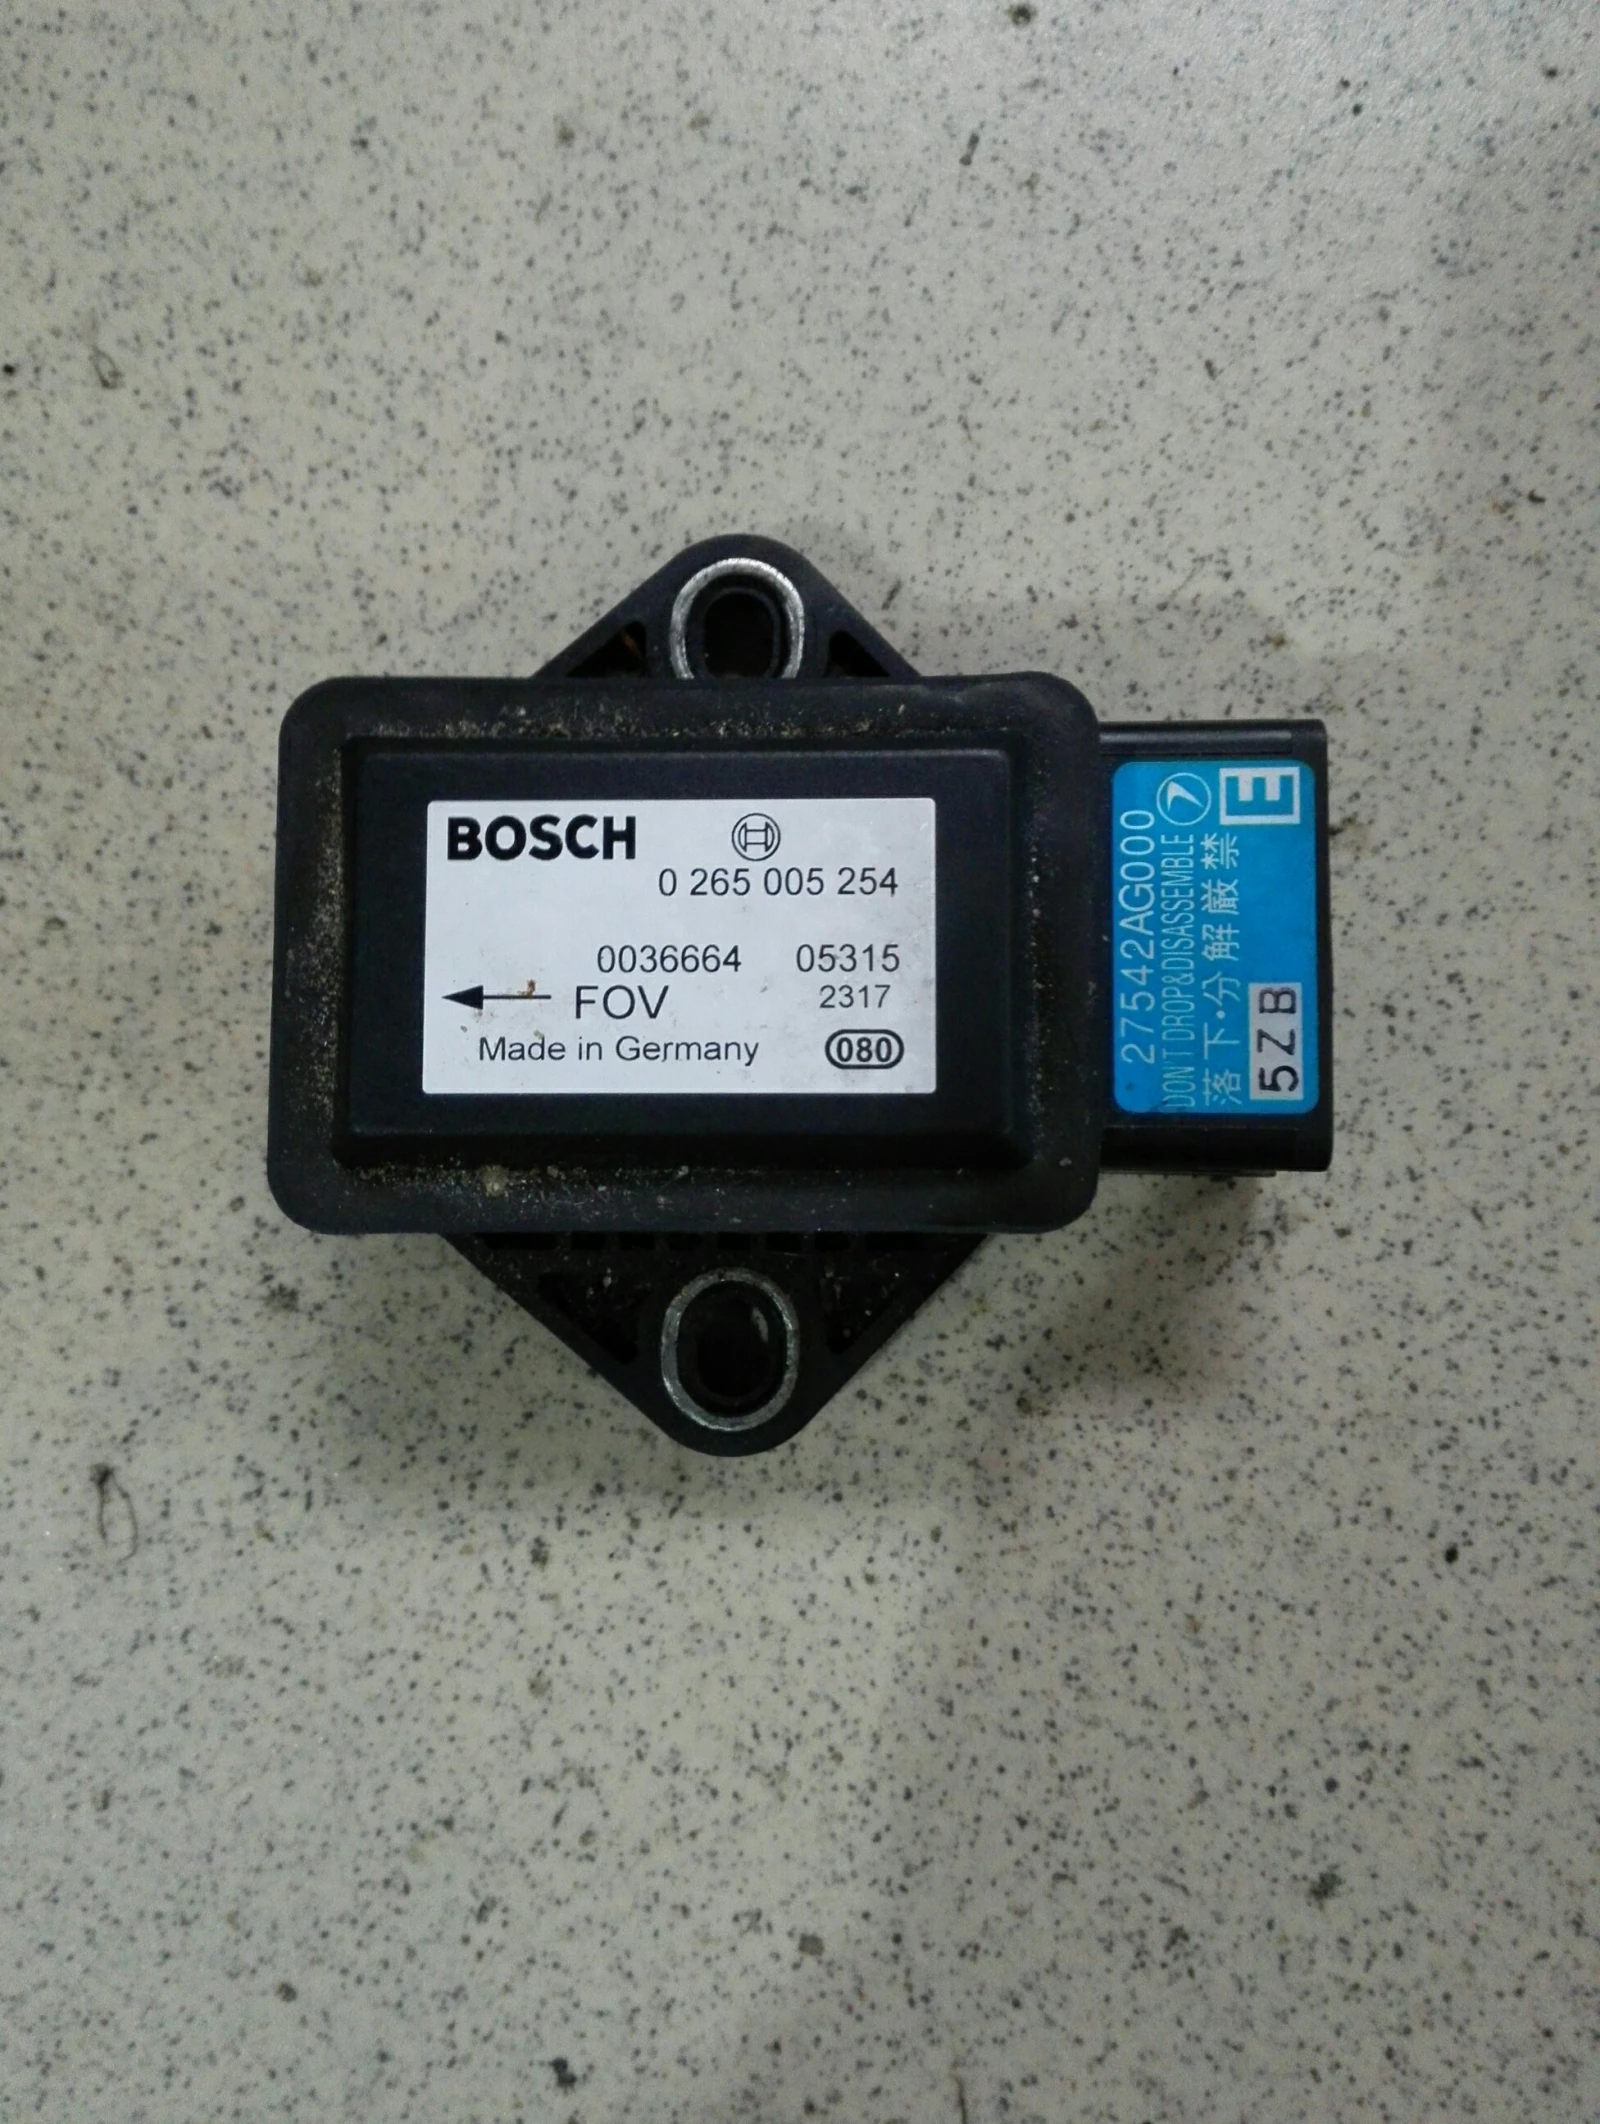 BOSCH
0 265 005 254
0036664 05315
FOV 2317
Made in Germany 080
27542AG000
DON'T DROP&DISASSEMBLE
落下・分解厳禁
E
5ZB